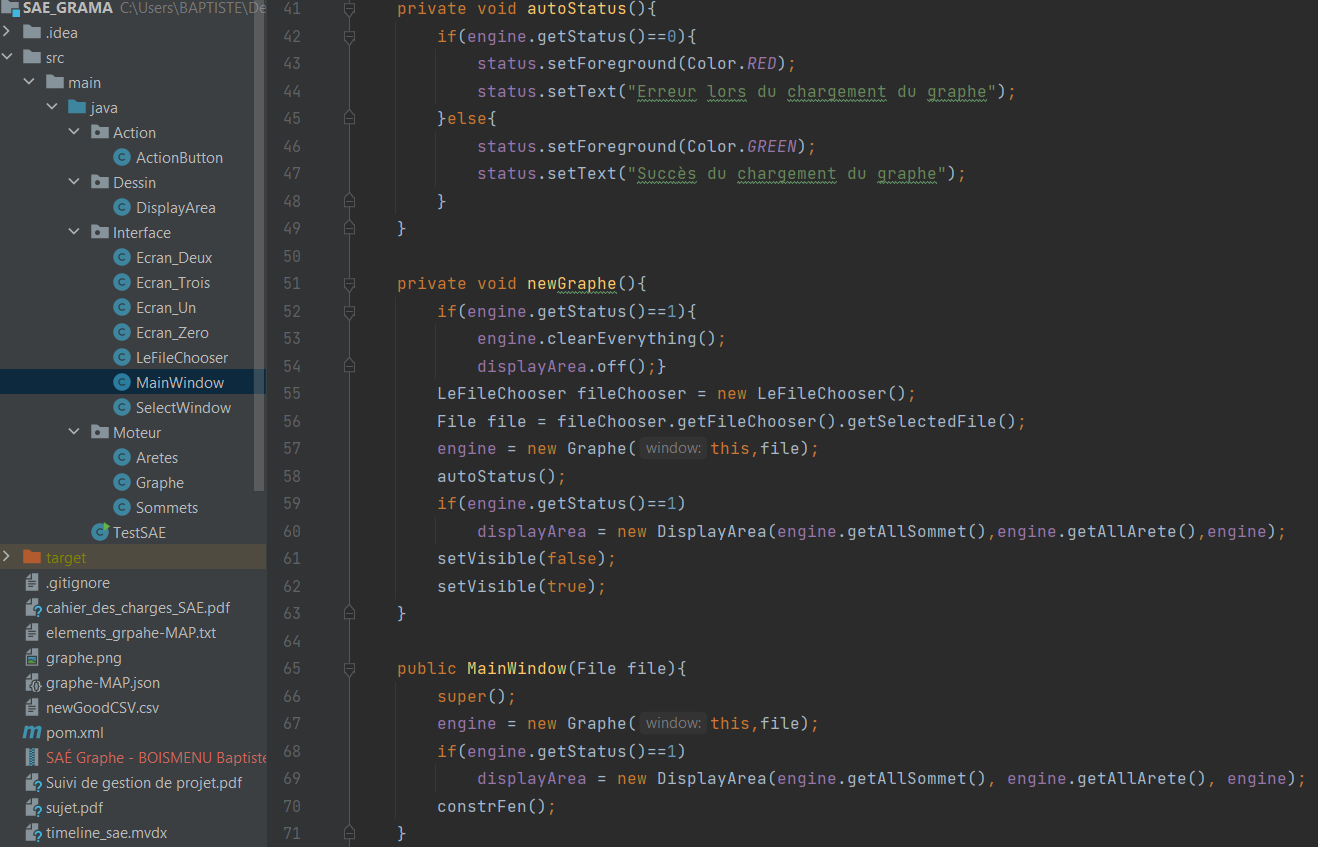 SAE_GRAMA C:\Users\BAPTISTE\De
.idea
src
main
java
Action
ActionButton
Dessin
DisplayArea
Interface
Ecran_Deux
Ecran_Trois
Ecran_Un
Ecran_Zero
LeFileChooser
MainWindow
SelectWindow
Moteur
Aretes
Graphe
Sommets
TestSAE
target
.gitignore
cahier_des_charges_SAE.pdf
elements_grpahe-MAP.txt
graphe.png
graphe-MAP.json
newGoodCSV.csv
pom.xml
SAÉ Graphe - BOISMENU Baptiste
Suivi de gestion de projet.pdf
sujet.pdf
timeline_sae.mvdx
41 private void autoStatus(){
42 if(engine.getStatus()==0){
43 status.setForeground(Color.RED);
44 status.setText("Erreur lors du chargement du graphe");
45 }else{
46 status.setForeground(Color.GREEN);
47 status.setText("Succès du chargement du graphe");
48 }
49 }
50
51 private void newGraphe(){
52 if(engine.getStatus()==1){
53 engine.clearEverything();
54 displayArea.off();}
55 LeFileChooser fileChooser = new LeFileChooser();
56 File file = fileChooser.getFileChooser().getSelectedFile();
57 engine = new Graphe( window: this,file);
58 autoStatus();
59 if(engine.getStatus()==1)
60 displayArea = new DisplayArea(engine.getAllSommet(),engine.getAllArete(),engine);
61 setVisible(false);
62 setVisible(true);
63 }
64
65 public MainWindow(File file){
66 super();
67 engine = new Graphe( window: this,file);
68 if(engine.getStatus()==1)
69 displayArea = new DisplayArea(engine.getAllSommet(), engine.getAllArete(), engine);
70 constrFen();
71 }